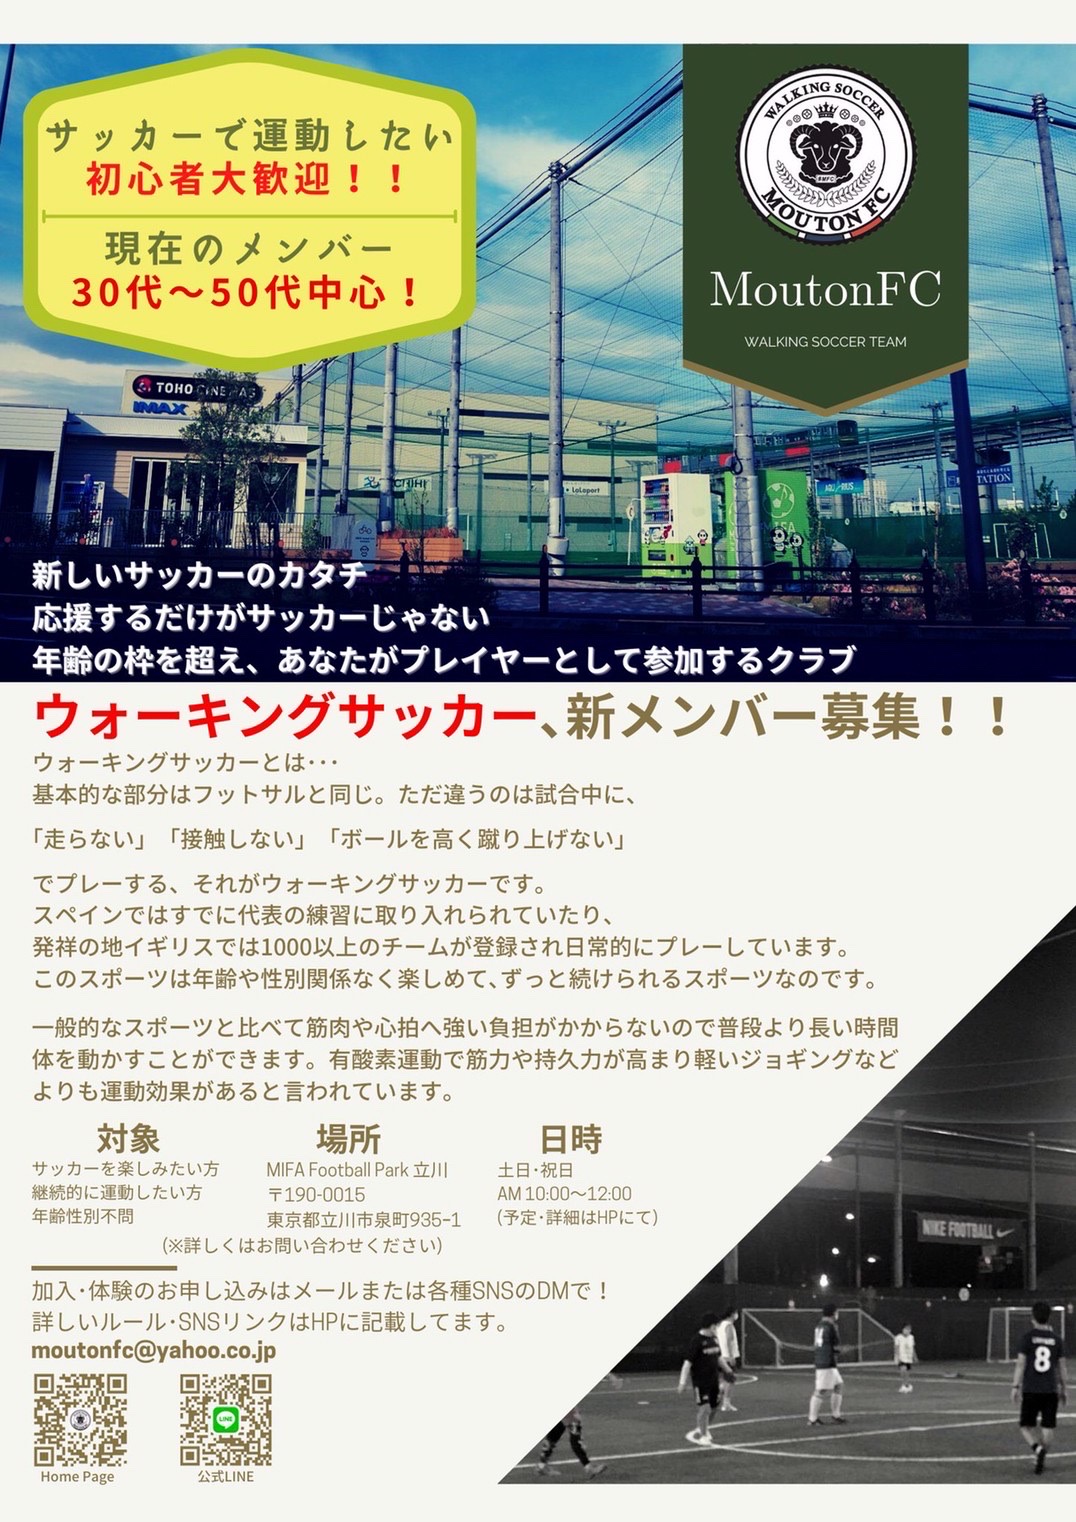 サッカーで運動したい
初心者大歓迎！！
現在のメンバー
30代〜50代中心！
WALKING SOCCER
MOUTON FC
MoutonFC
WALKING SOCCER TEAM
TOHO CINEMAS
IMAX
LaLaport
新しいサッカーのカタチ
応援するだけがサッカーじゃない
年齢の枠を超え、あなたがプレイヤーとして参加するクラブ
ウォーキングサッカー､新メンバー募集！！
ウォーキングサッカーとは･･･
基本的な部分はフットサルと同じ。ただ違うのは試合中に、
「走らない」「接触しない」「ボールを高く蹴り上げない」
でプレーする、それがウォーキングサッカーです。
スペインではすでに代表の練習に取り入れられていたり、
発祥の地イギリスでは1000以上のチームが登録され日常的にプレーしています。
このスポーツは年齢や性別関係なく楽しめて､ずっと続けられるスポーツなのです。
一般的なスポーツと比べて筋肉や心拍へ強い負担がかからないので普段より長い時間
体を動かすことができます。有酸素運動で筋力や持久力が高まり軽いジョギングなど
よりも運動効果があると言われています。
対象
サッカーを楽しみたい方
継続的に運動したい方
年齢性別不問
場所
MIFA Football Park 立川
〒190-0015
東京都立川市泉町935-1
(※詳しくはお問い合わせください)
日時
土日･祝日
AM 10:00〜12:00
(予定･詳細はHPにて)
NIKE FOOTBALL
8
加入･体験のお申し込みはメールまたは各種SNSのDMで！
詳しいルール･SNSリンクはHPに記載してます。
moutonfc@yahoo.co.jp
LINE
Home Page
公式LINE